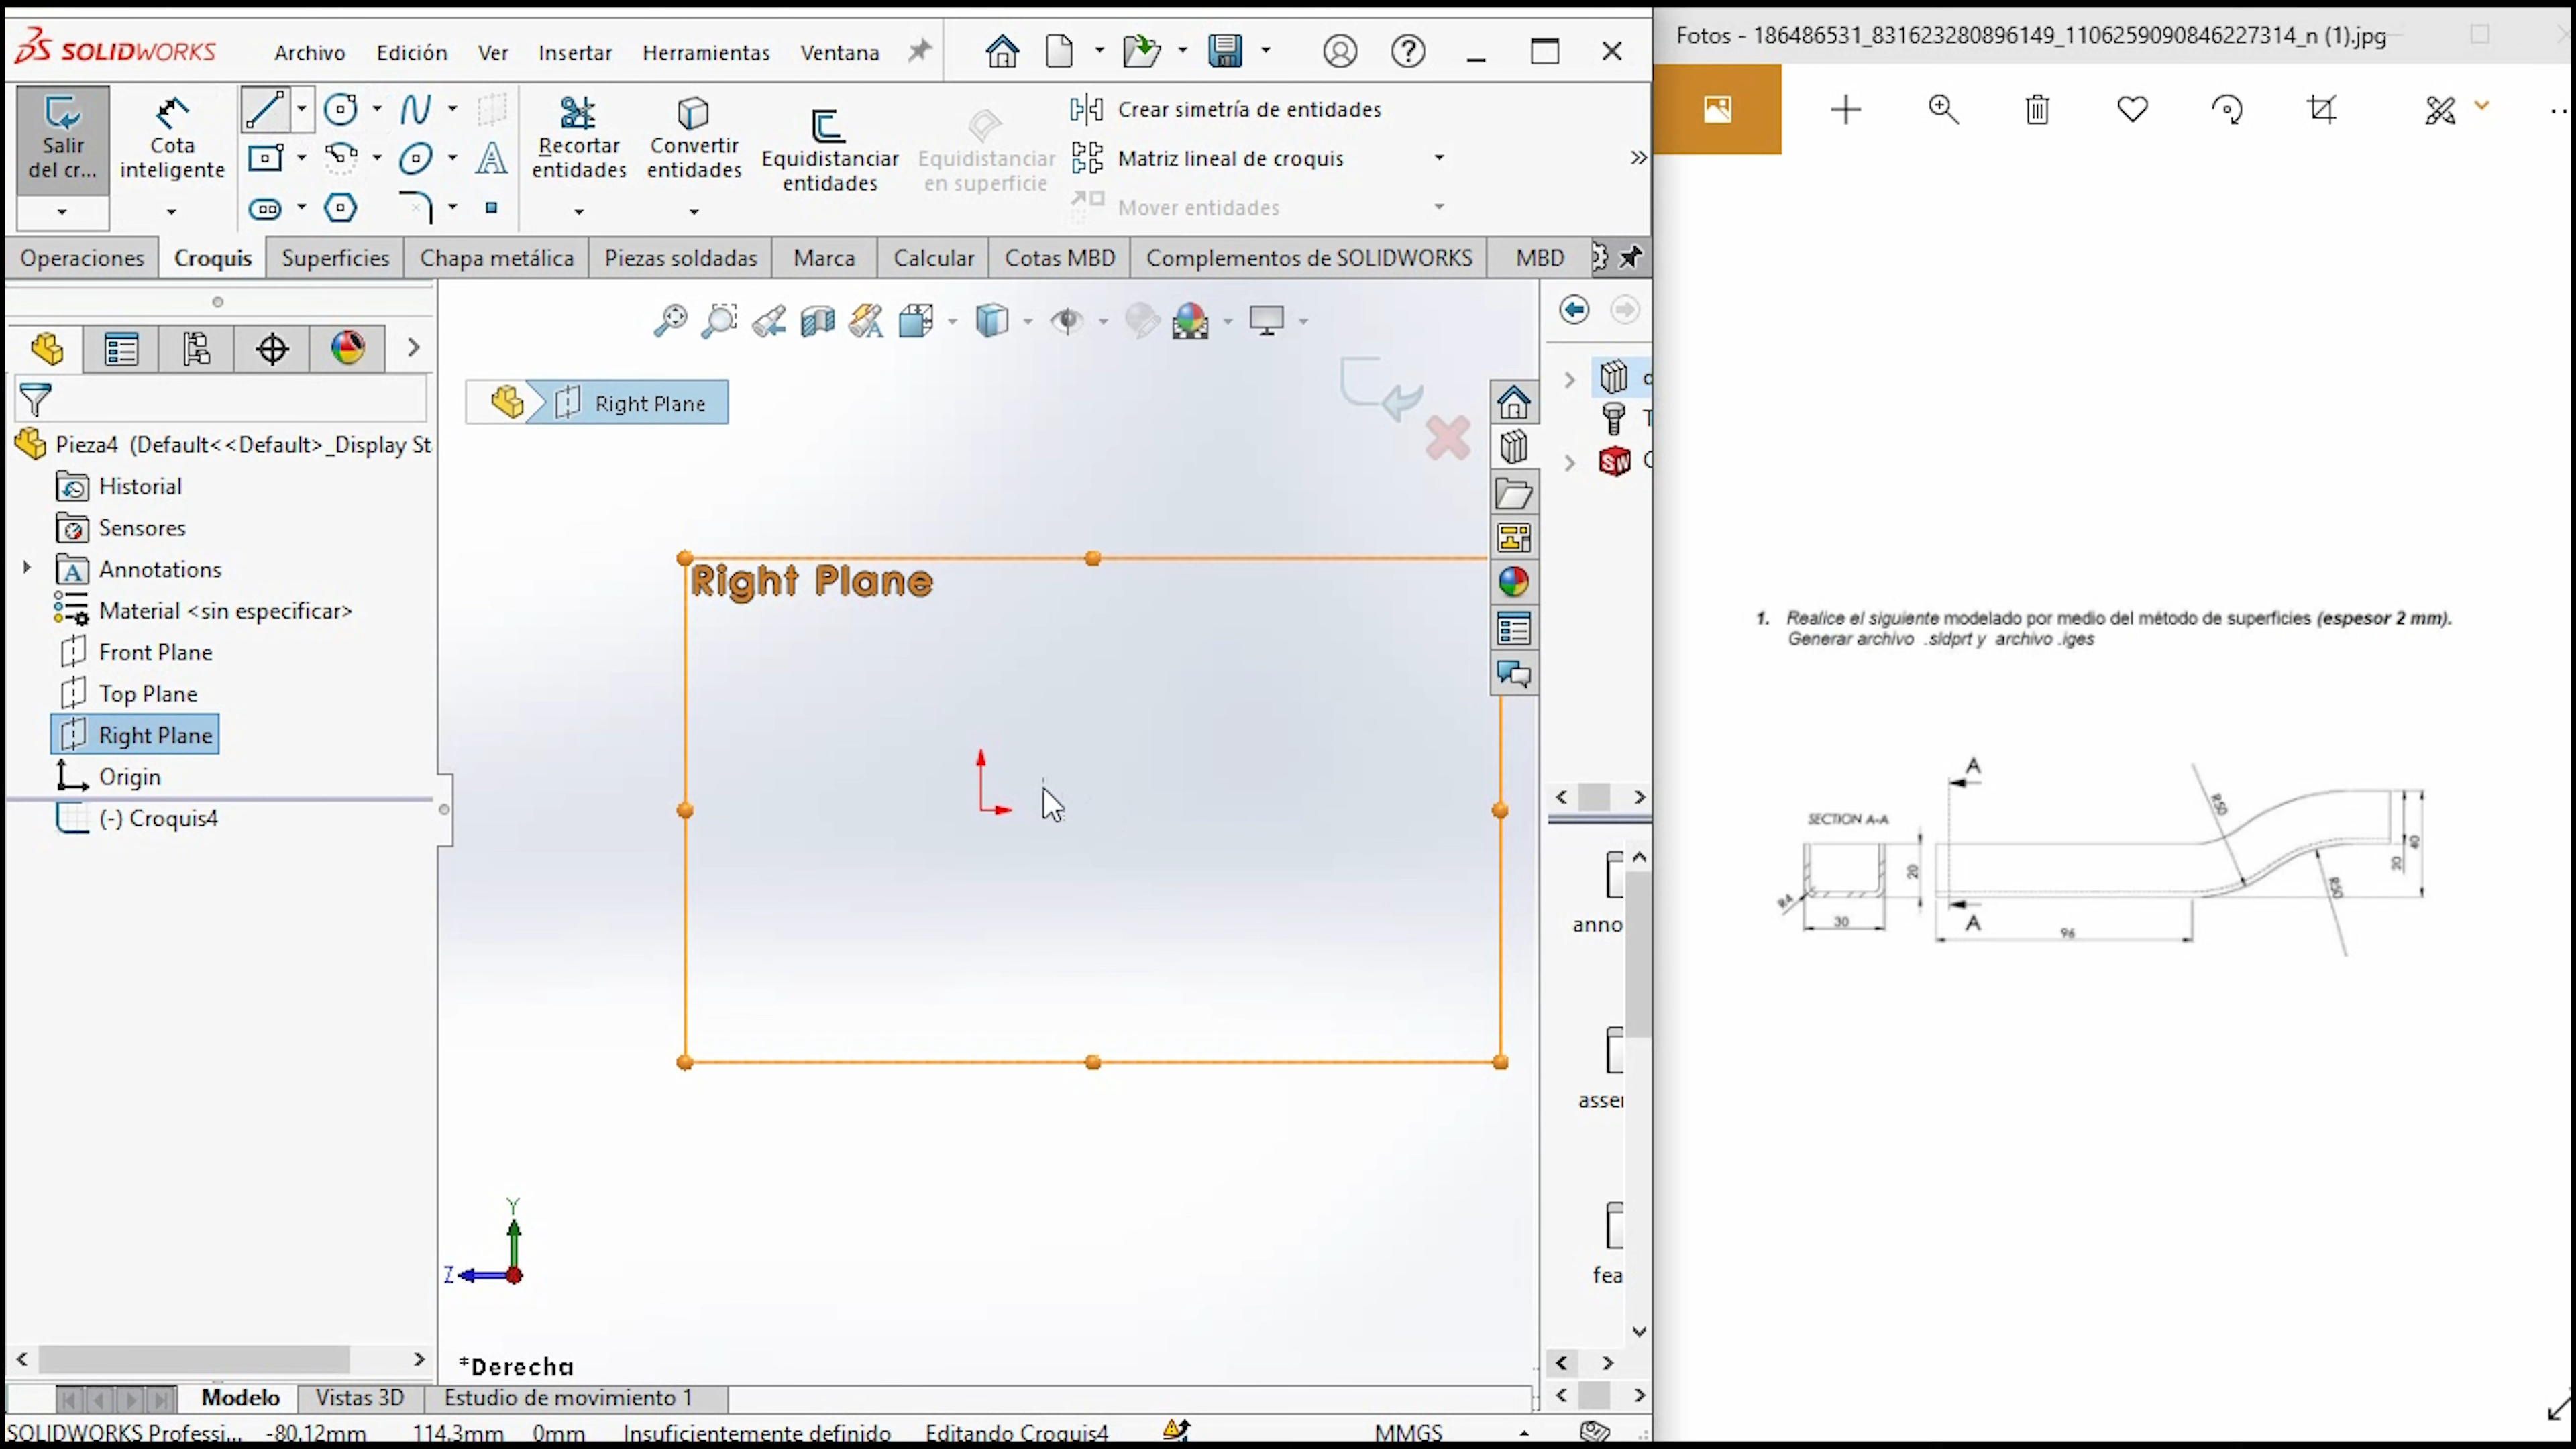 SOLIDWORKS
Archivo Edición Ver Insertar Herramientas Ventana
Fotos - 186486531_831623280896149_1106259090846227314_n (1).jpg
Salir del cr...
Cota inteligente
Recortar entidades
Convertir entidades
Equidistanciar entidades
Equidistanciar en superficie
Crear simetría de entidades
Matriz lineal de croquis
Mover entidades
Operaciones Croquis Superficies Chapa metálica Piezas soldadas Marca Calcular Cotas MBD Complementos de SOLIDWORKS MBD
Right Plane
Pieza4 (Default<<Default>_Display St
Historial
Sensores
Annotations
Material <sin especificar>
Front Plane
Top Plane
Right Plane
Origin
(-) Croquis4
Right Plane
Y
Z
*Derecha
anno
asse
fea
1. Realice el siguiente modelado por medio del método de superficies (espesor 2 mm).
Generar archivo .sldprt y archivo .iges
SECTION A-A
A
A
R50
R50
R4
20
30
96
20
40
Modelo Vistas 3D Estudio de movimiento 1
SOLIDWORKS Professi... -80.12mm 114.3mm 0mm Insuficientemente definido Editando Croquis4 MMGS